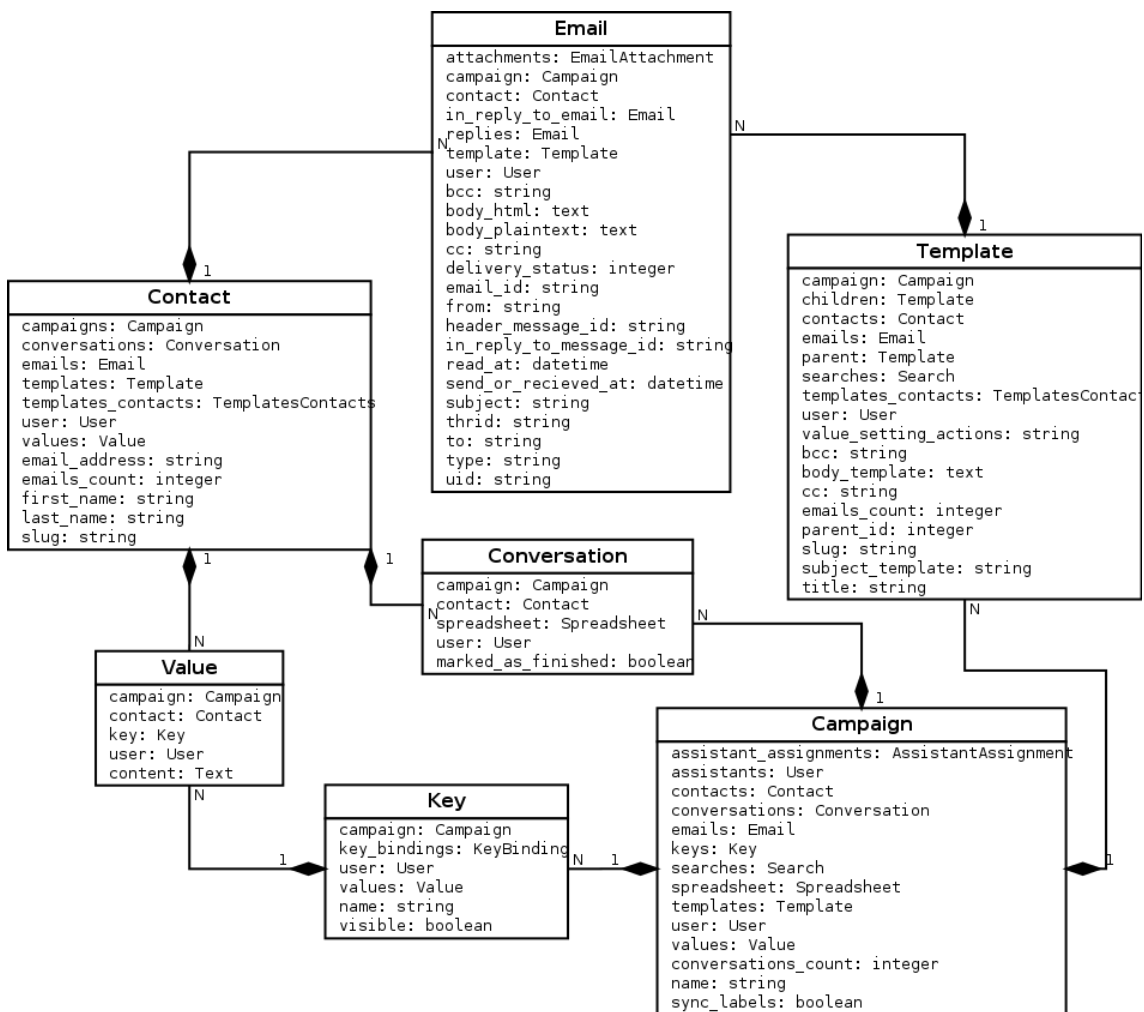 Email
attachments: EmailAttachment
campaign: Campaign
contact: Contact
in_reply_to_email: Email
replies: Email
template: Template
user: User
bcc: string
body_html: text
body_plaintext: text
cc: string
delivery_status: integer
email_id: string
from: string
header_message_id: string
in_reply_to_message_id: string
read_at: datetime
send_or_recieved_at: datetime
subject: string
thrid: string
to: string
type: string
uid: string
N
N
1
1
Template
campaign: Campaign
children: Template
contacts: Contact
emails: Email
parent: Template
searches: Search
templates_contacts: TemplatesContact
user: User
value_setting_actions: string
bcc: string
body_template: text
cc: string
emails_count: integer
parent_id: integer
slug: string
subject_template: string
title: string
N
Contact
campaigns: Campaign
conversations: Conversation
emails: Email
templates: Template
templates_contacts: TemplatesContacts
user: User
values: Value
email_address: string
emails_count: integer
first_name: string
last_name: string
slug: string
1
1
Conversation
campaign: Campaign
contact: Contact
spreadsheet: Spreadsheet
user: User
marked_as_finished: boolean
N
N
1
N
Value
campaign: Campaign
contact: Contact
key: Key
user: User
content: Text
N
1
Key
campaign: Campaign
key_bindings: KeyBinding
user: User
values: Value
name: string
visible: boolean
N
1
1
Campaign
assistant_assignments: AssistantAssignment
assistants: User
contacts: Contact
conversations: Conversation
emails: Email
keys: Key
searches: Search
spreadsheet: Spreadsheet
templates: Template
user: User
values: Value
conversations_count: integer
name: string
sync_labels: boolean